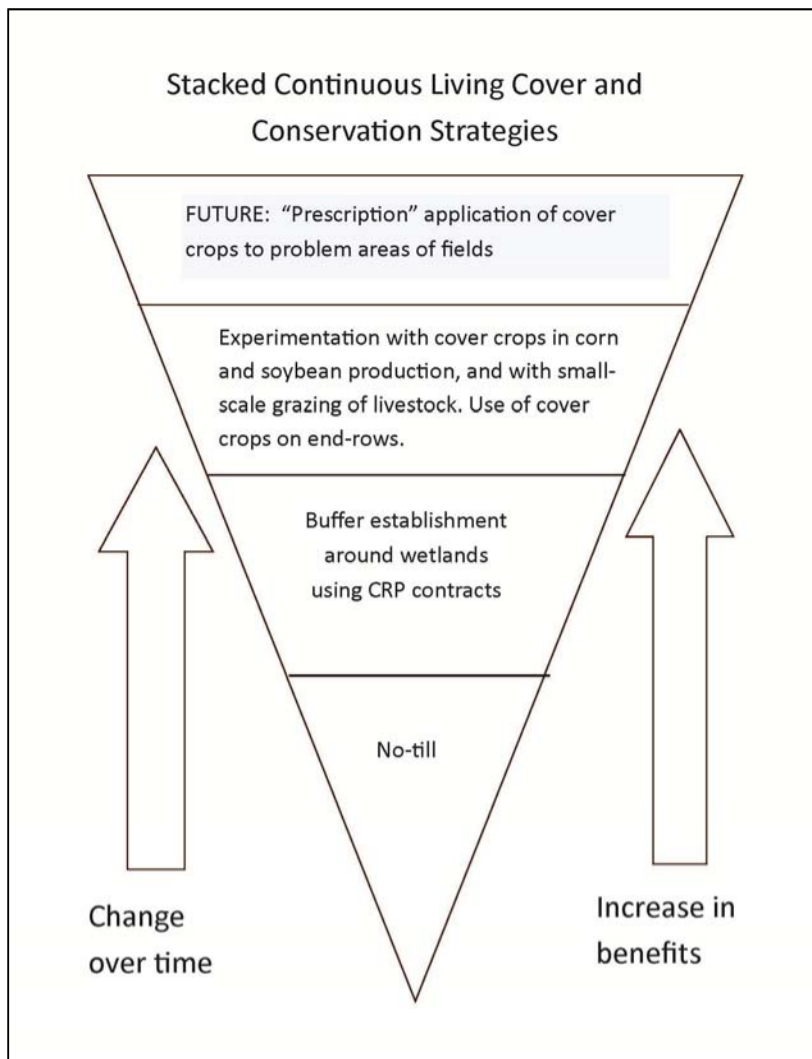 Stacked Continuous Living Cover and
Conservation Strategies
FUTURE: “Prescription” application of cover
crops to problem areas of fields
Experimentation with cover crops in corn
and soybean production, and with small-
scale grazing of livestock. Use of cover
crops on end-rows.
Buffer establishment
around wetlands
using CRP contracts
No-till
Change
over time
Increase in
benefits